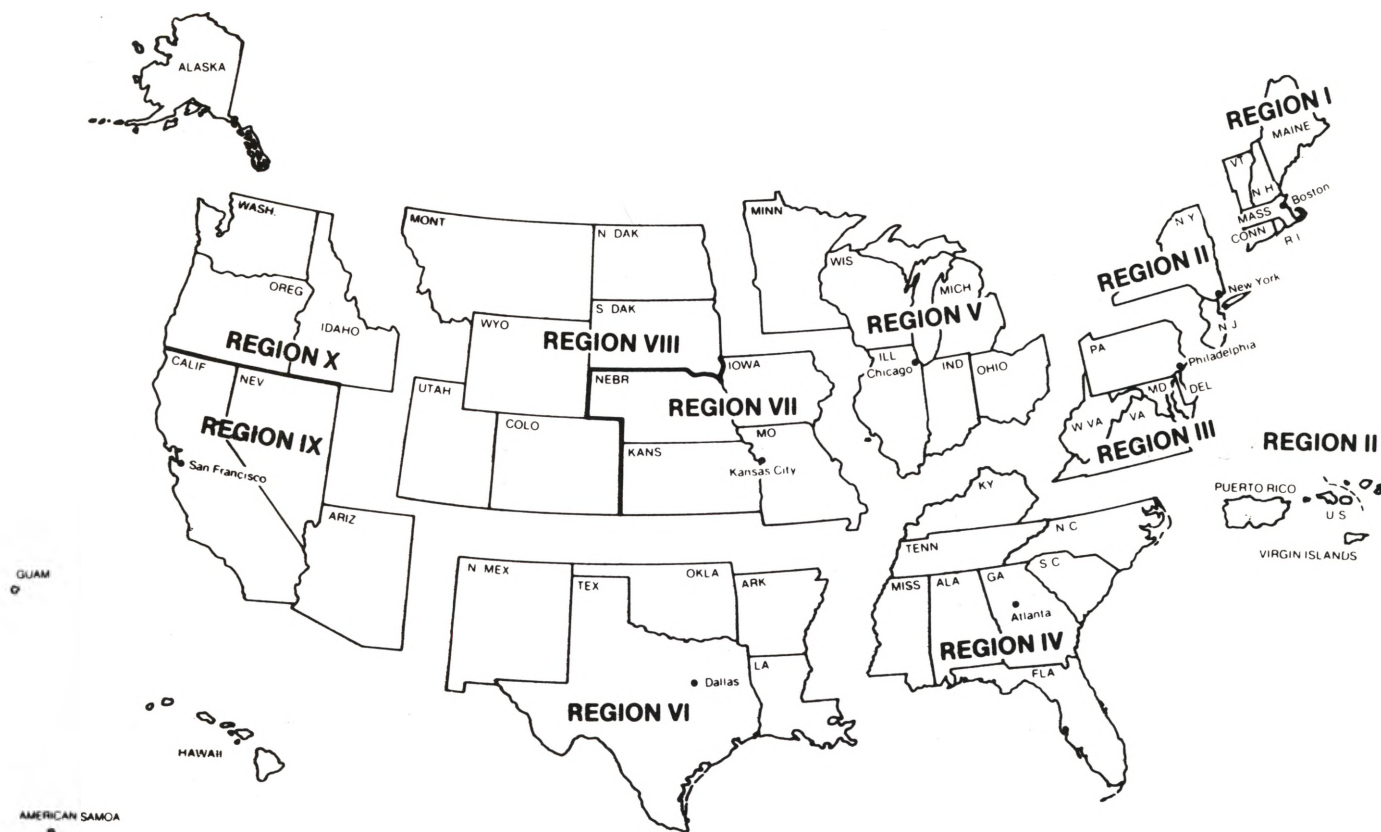 ALASKA
REGION I
MAINE
VT
N H
Boston
MASS
CONN
R I
WASH.
MONT
N DAK
MINN
N Y
WIS
MICH
REGION II
New York
OREG
S DAK
IDAHO
WYO
REGION V
N J
REGION X
REGION VIII
PA
CALIF
NEV
UTAH
NEBR
IOWA
ILL
Chicago
IND
OHIO
Philadelphia
MD
DEL
REGION VII
REGION IX
COLO
W VA
VA
REGION III
REGION II
MO
KANS
San Francisco
Kansas City
KY
PUERTO RICO
U S
VIRGIN ISLANDS
ARIZ
N C
TENN
S C
GUAM
N MEX
OKLA
TEX
ARK
MISS
ALA
GA
Atlanta
REGION IV
LA
FLA
Dallas
REGION VI
HAWAII
AMERICAN SAMOA